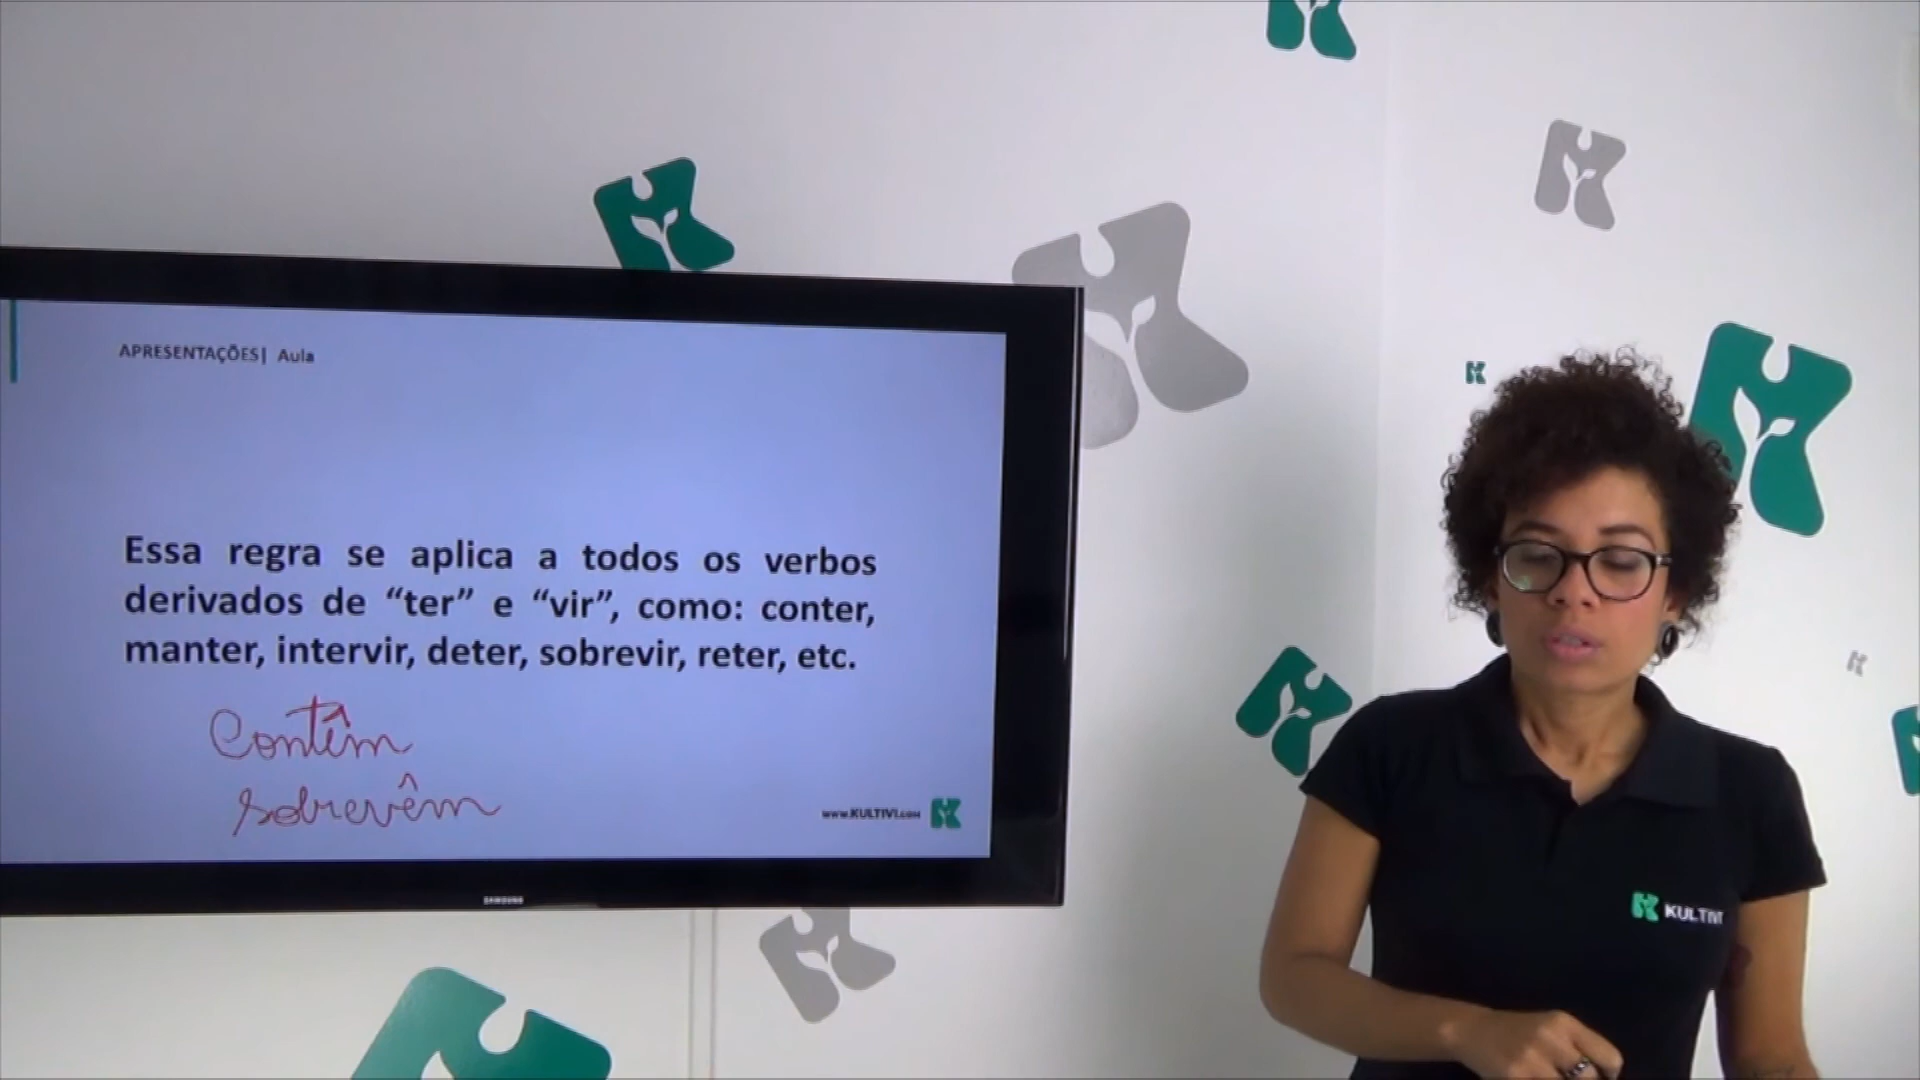 APRESENTAÇÕES| Aula
Essa regra se aplica a todos os verbos
derivados de “ter” e “vir”, como: conter,
manter, intervir, deter, sobrevir, reter, etc.
Contêm
sobrevêm
www.KULTIVI.com
SAMSUNG
KULTIVI